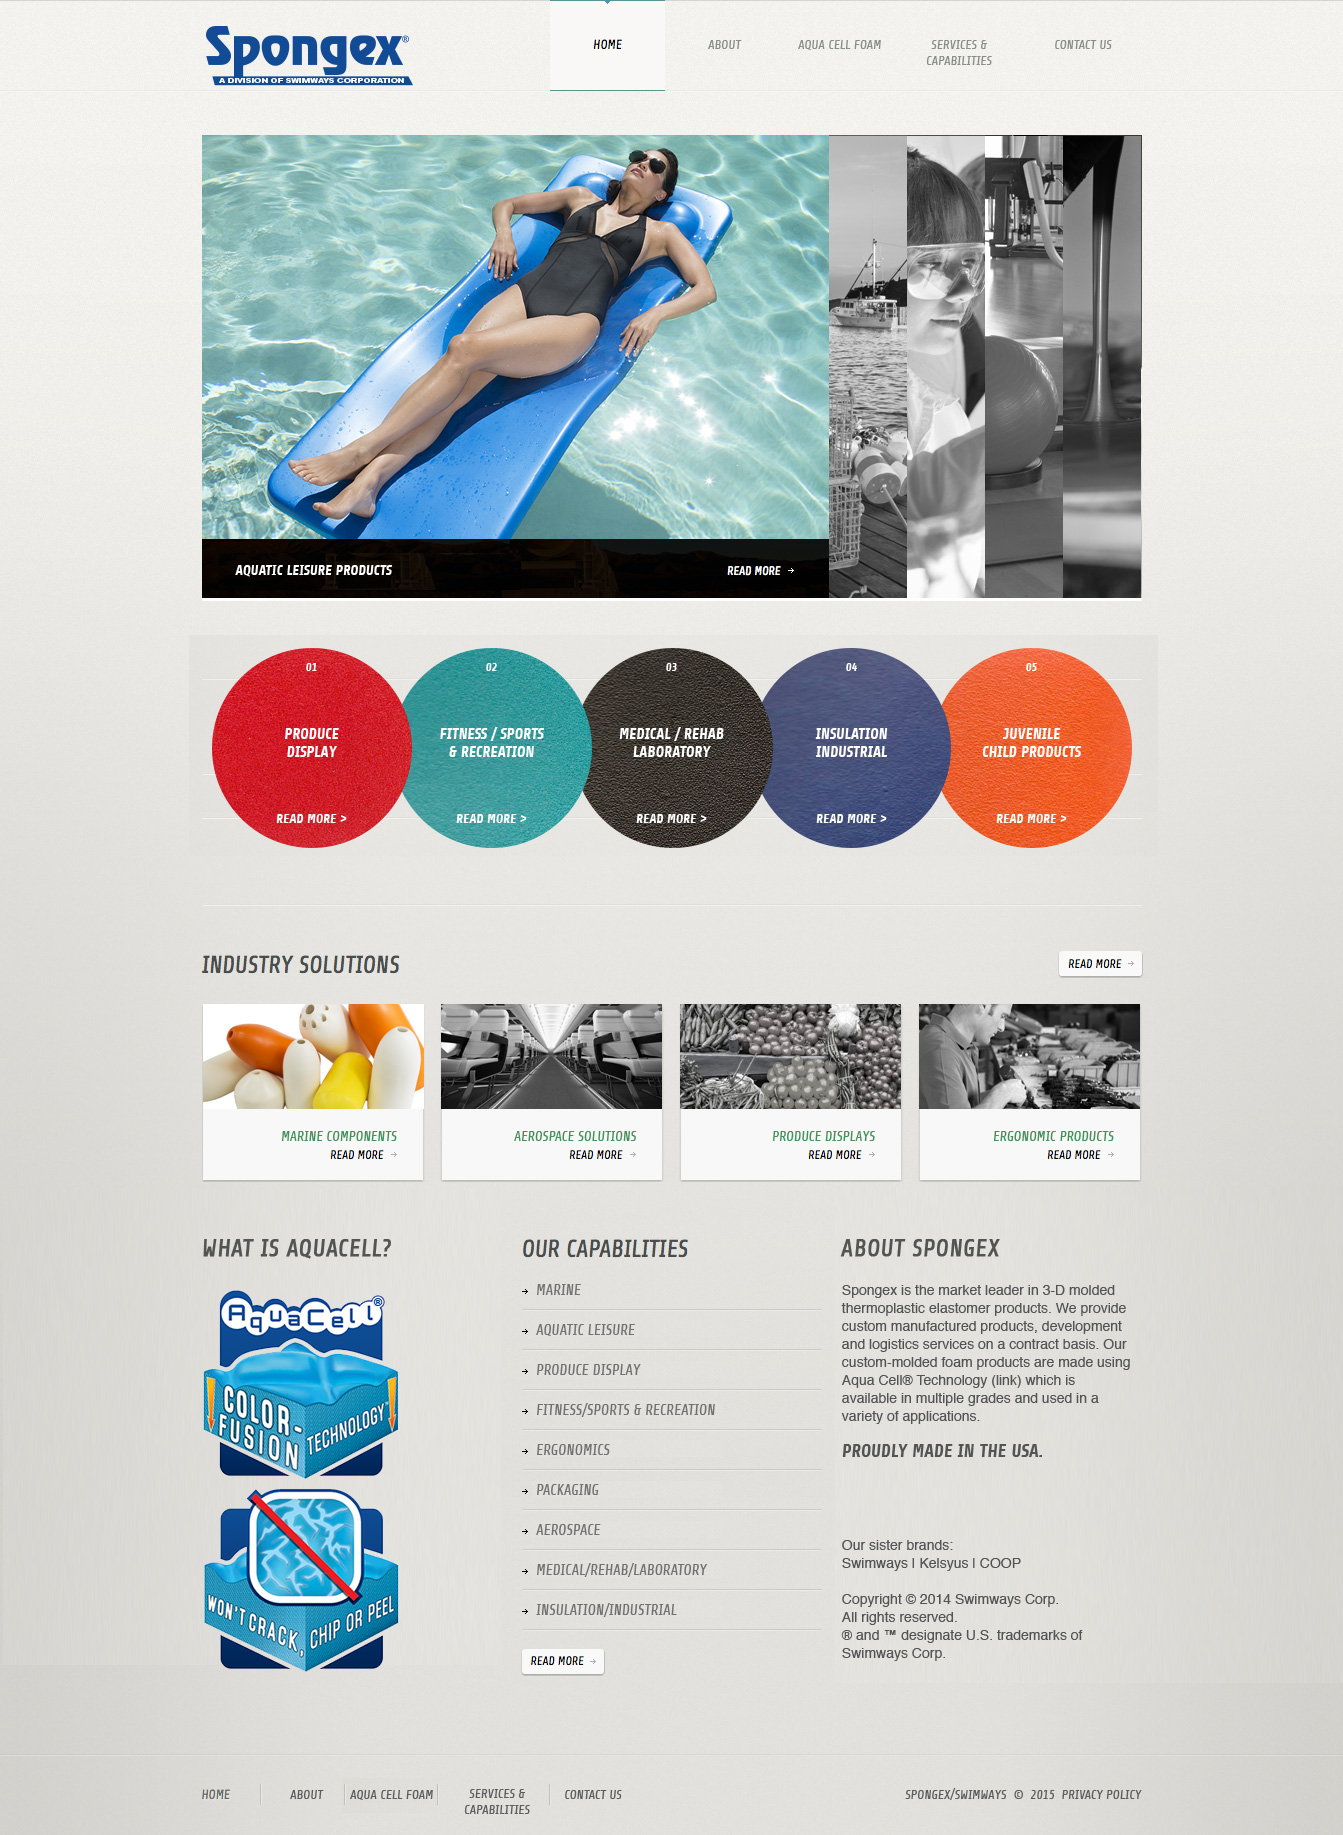 Spongex®
A DIVISION OF SWIMWAYS CORPORATION
HOME
ABOUT
AQUA CELL FOAM
SERVICES &
CAPABILITIES
CONTACT US
AQUATIC LEISURE PRODUCTS
READ MORE →
01
PRODUCE
DISPLAY
READ MORE >
02
FITNESS / SPORTS
& RECREATION
READ MORE >
03
MEDICAL / REHAB
LABORATORY
READ MORE >
04
INSULATION
INDUSTRIAL
READ MORE >
05
JUVENILE
CHILD PRODUCTS
READ MORE >
INDUSTRY SOLUTIONS
READ MORE →
MARINE COMPONENTS
READ MORE →
AEROSPACE SOLUTIONS
READ MORE →
PRODUCE DISPLAYS
READ MORE →
ERGONOMIC PRODUCTS
READ MORE →
WHAT IS AQUACELL?
AquaCell®
COLOR-
FUSION
TECHNOLOGY™
WON'T CRACK,
CHIP OR PEEL
OUR CAPABILITIES
MARINE
AQUATIC LEISURE
PRODUCE DISPLAY
FITNESS/SPORTS & RECREATION
ERGONOMICS
PACKAGING
AEROSPACE
MEDICAL/REHAB/LABORATORY
INSULATION/INDUSTRIAL
READ MORE →
ABOUT SPONGEX
Spongex is the market leader in 3-D molded
thermoplastic elastomer products. We provide
custom manufactured products, development
and logistics services on a contract basis. Our
custom-molded foam products are made using
Aqua Cell® Technology (link) which is
available in multiple grades and used in a
variety of applications.
PROUDLY MADE IN THE USA.
Our sister brands:
Swimways | Kelsyus | COOP
Copyright © 2014 Swimways Corp.
All rights reserved.
® and ™ designate U.S. trademarks of
Swimways Corp.
HOME
ABOUT
AQUA CELL FOAM
SERVICES &
CAPABILITIES
CONTACT US
SPONGEX/SWIMWAYS © 2015 PRIVACY POLICY